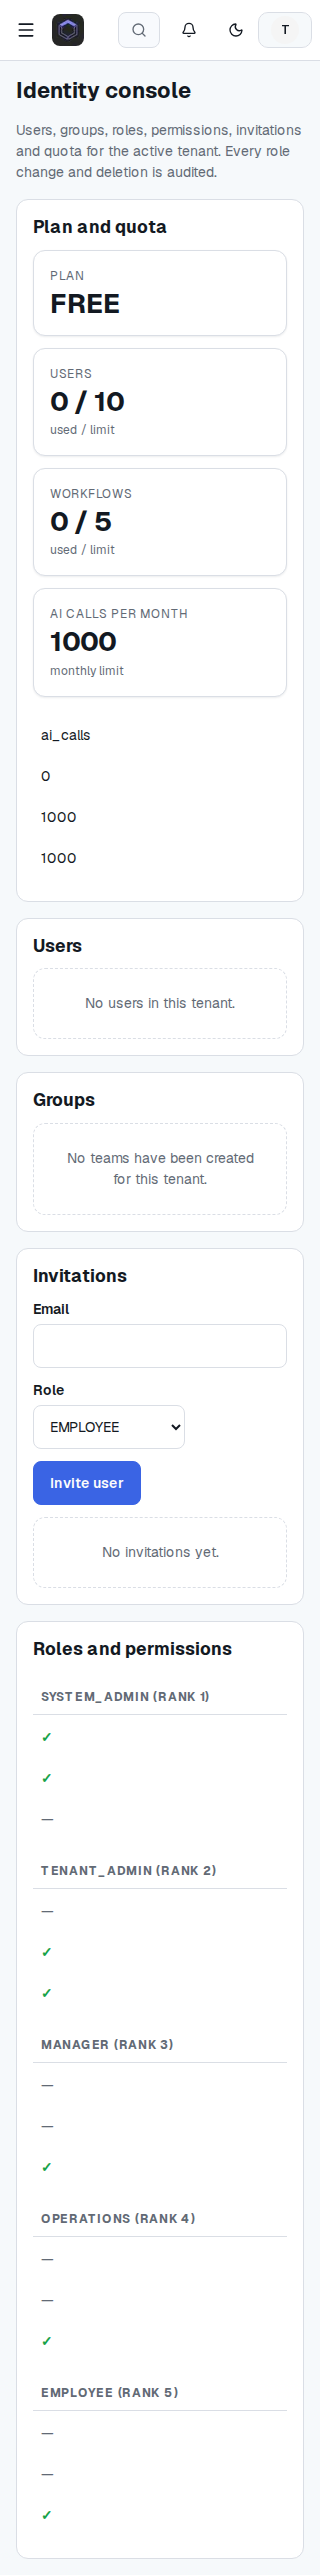 T
Identity console
Users, groups, roles, permissions, invitations
and quota for the active tenant. Every role
change and deletion is audited.
Plan and quota
PLAN
FREE
USERS
0 / 10
used / limit
WORKFLOWS
0 / 5
used / limit
AI CALLS PER MONTH
1000
monthly limit
ai_calls
0
1000
1000
Users
No users in this tenant.
Groups
No teams have been created
for this tenant.
Invitations
Email
Role
EMPLOYEE
Invite user
No invitations yet.
Roles and permissions
SYSTEM_ADMIN (RANK 1)
✓
✓
—
TENANT_ADMIN (RANK 2)
—
✓
✓
MANAGER (RANK 3)
—
—
✓
OPERATIONS (RANK 4)
—
—
✓
EMPLOYEE (RANK 5)
—
—
✓